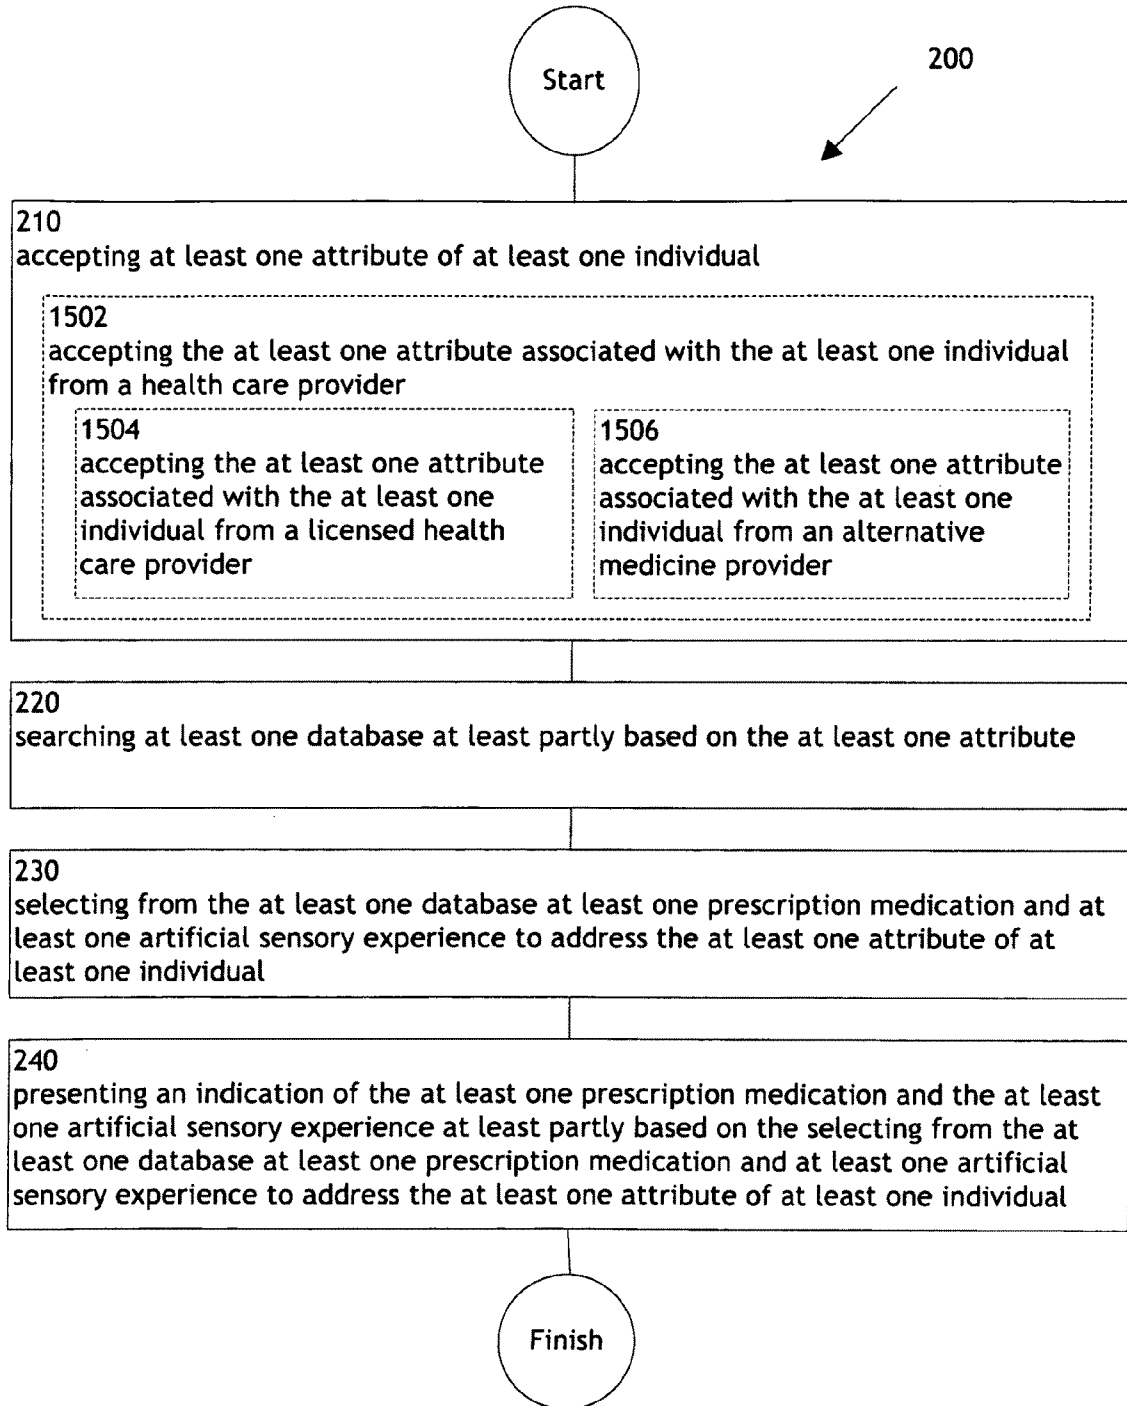 Start
200
210
accepting at least one attribute of at least one individual
1502
accepting the at least one attribute associated with the at least one individual
from a health care provider
1504
accepting the at least one attribute
associated with the at least one
individual from a licensed health
care provider
1506
accepting the at least one attribute
associated with the at least one
individual from an alternative
medicine provider
220
searching at least one database at least partly based on the at least one attribute
230
selecting from the at least one database at least one prescription medication and at
least one artificial sensory experience to address the at least one attribute of at
least one individual
240
presenting an indication of the at least one prescription medication and the at least
one artificial sensory experience at least partly based on the selecting from the at
least one database at least one prescription medication and at least one artificial
sensory experience to address the at least one attribute of at least one individual
Finish